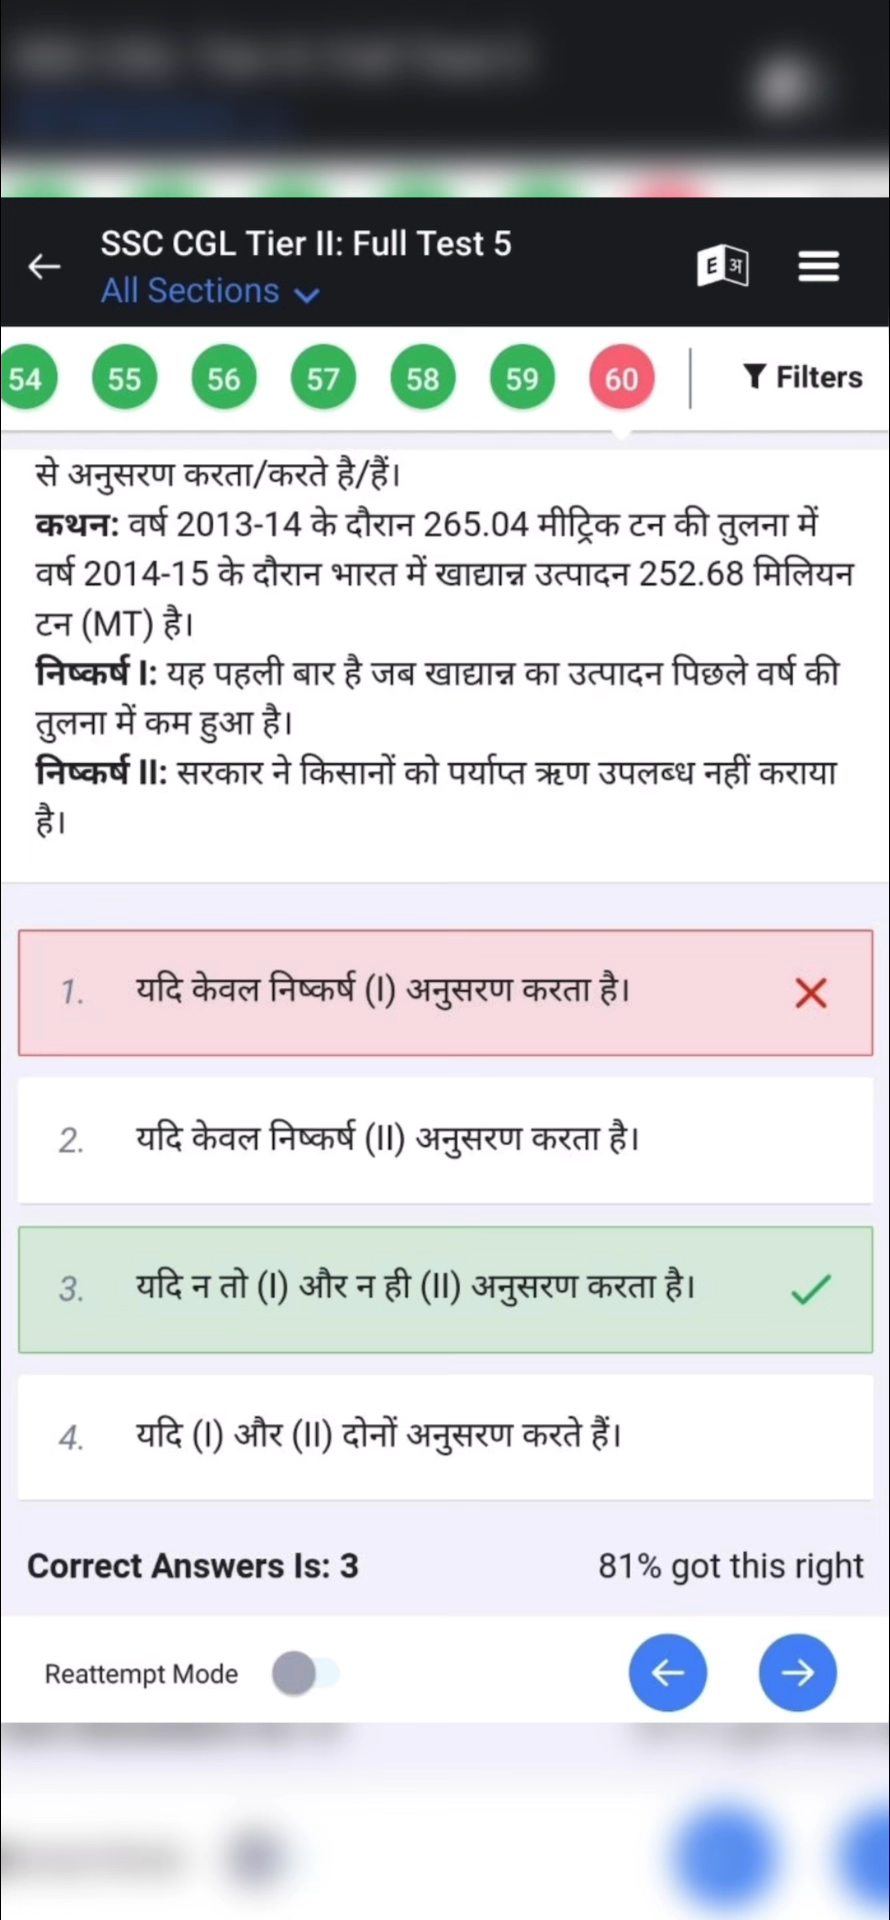 SSC CGL Tier II: Full Test 5
All Sections
E अ
54 55 56 57 58 59 60 Filters
से अनुसरण करता/करते है/हैं।
कथन: वर्ष 2013-14 के दौरान 265.04 मीट्रिक टन की तुलना में
वर्ष 2014-15 के दौरान भारत में खाद्यान्न उत्पादन 252.68 मिलियन
टन (MT) है।
निष्कर्ष I: यह पहली बार है जब खाद्यान्न का उत्पादन पिछले वर्ष की
तुलना में कम हुआ है।
निष्कर्ष II: सरकार ने किसानों को पर्याप्त ऋण उपलब्ध नहीं कराया
है।
1. यदि केवल निष्कर्ष (I) अनुसरण करता है।
2. यदि केवल निष्कर्ष (II) अनुसरण करता है।
3. यदि न तो (I) और न ही (II) अनुसरण करता है।
4. यदि (I) और (II) दोनों अनुसरण करते हैं।
Correct Answers Is: 3 81% got this right
Reattempt Mode